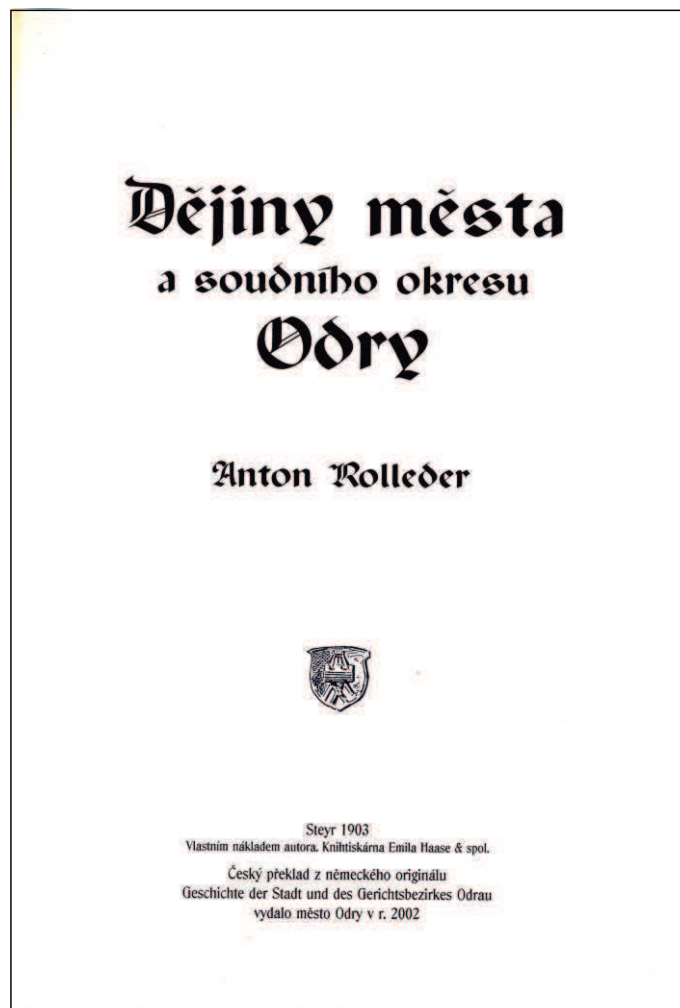 Dějiny města
a soudního okresu
Odry
Anton Rolleder
Steyr 1903
Vlastním nákladem autora. Knihtiskárna Emila Haase & spol.
Český překlad z německého originálu
Geschichte der Stadt und des Gerichtsbezirkes Odrau
vydalo město Odry v r. 2002